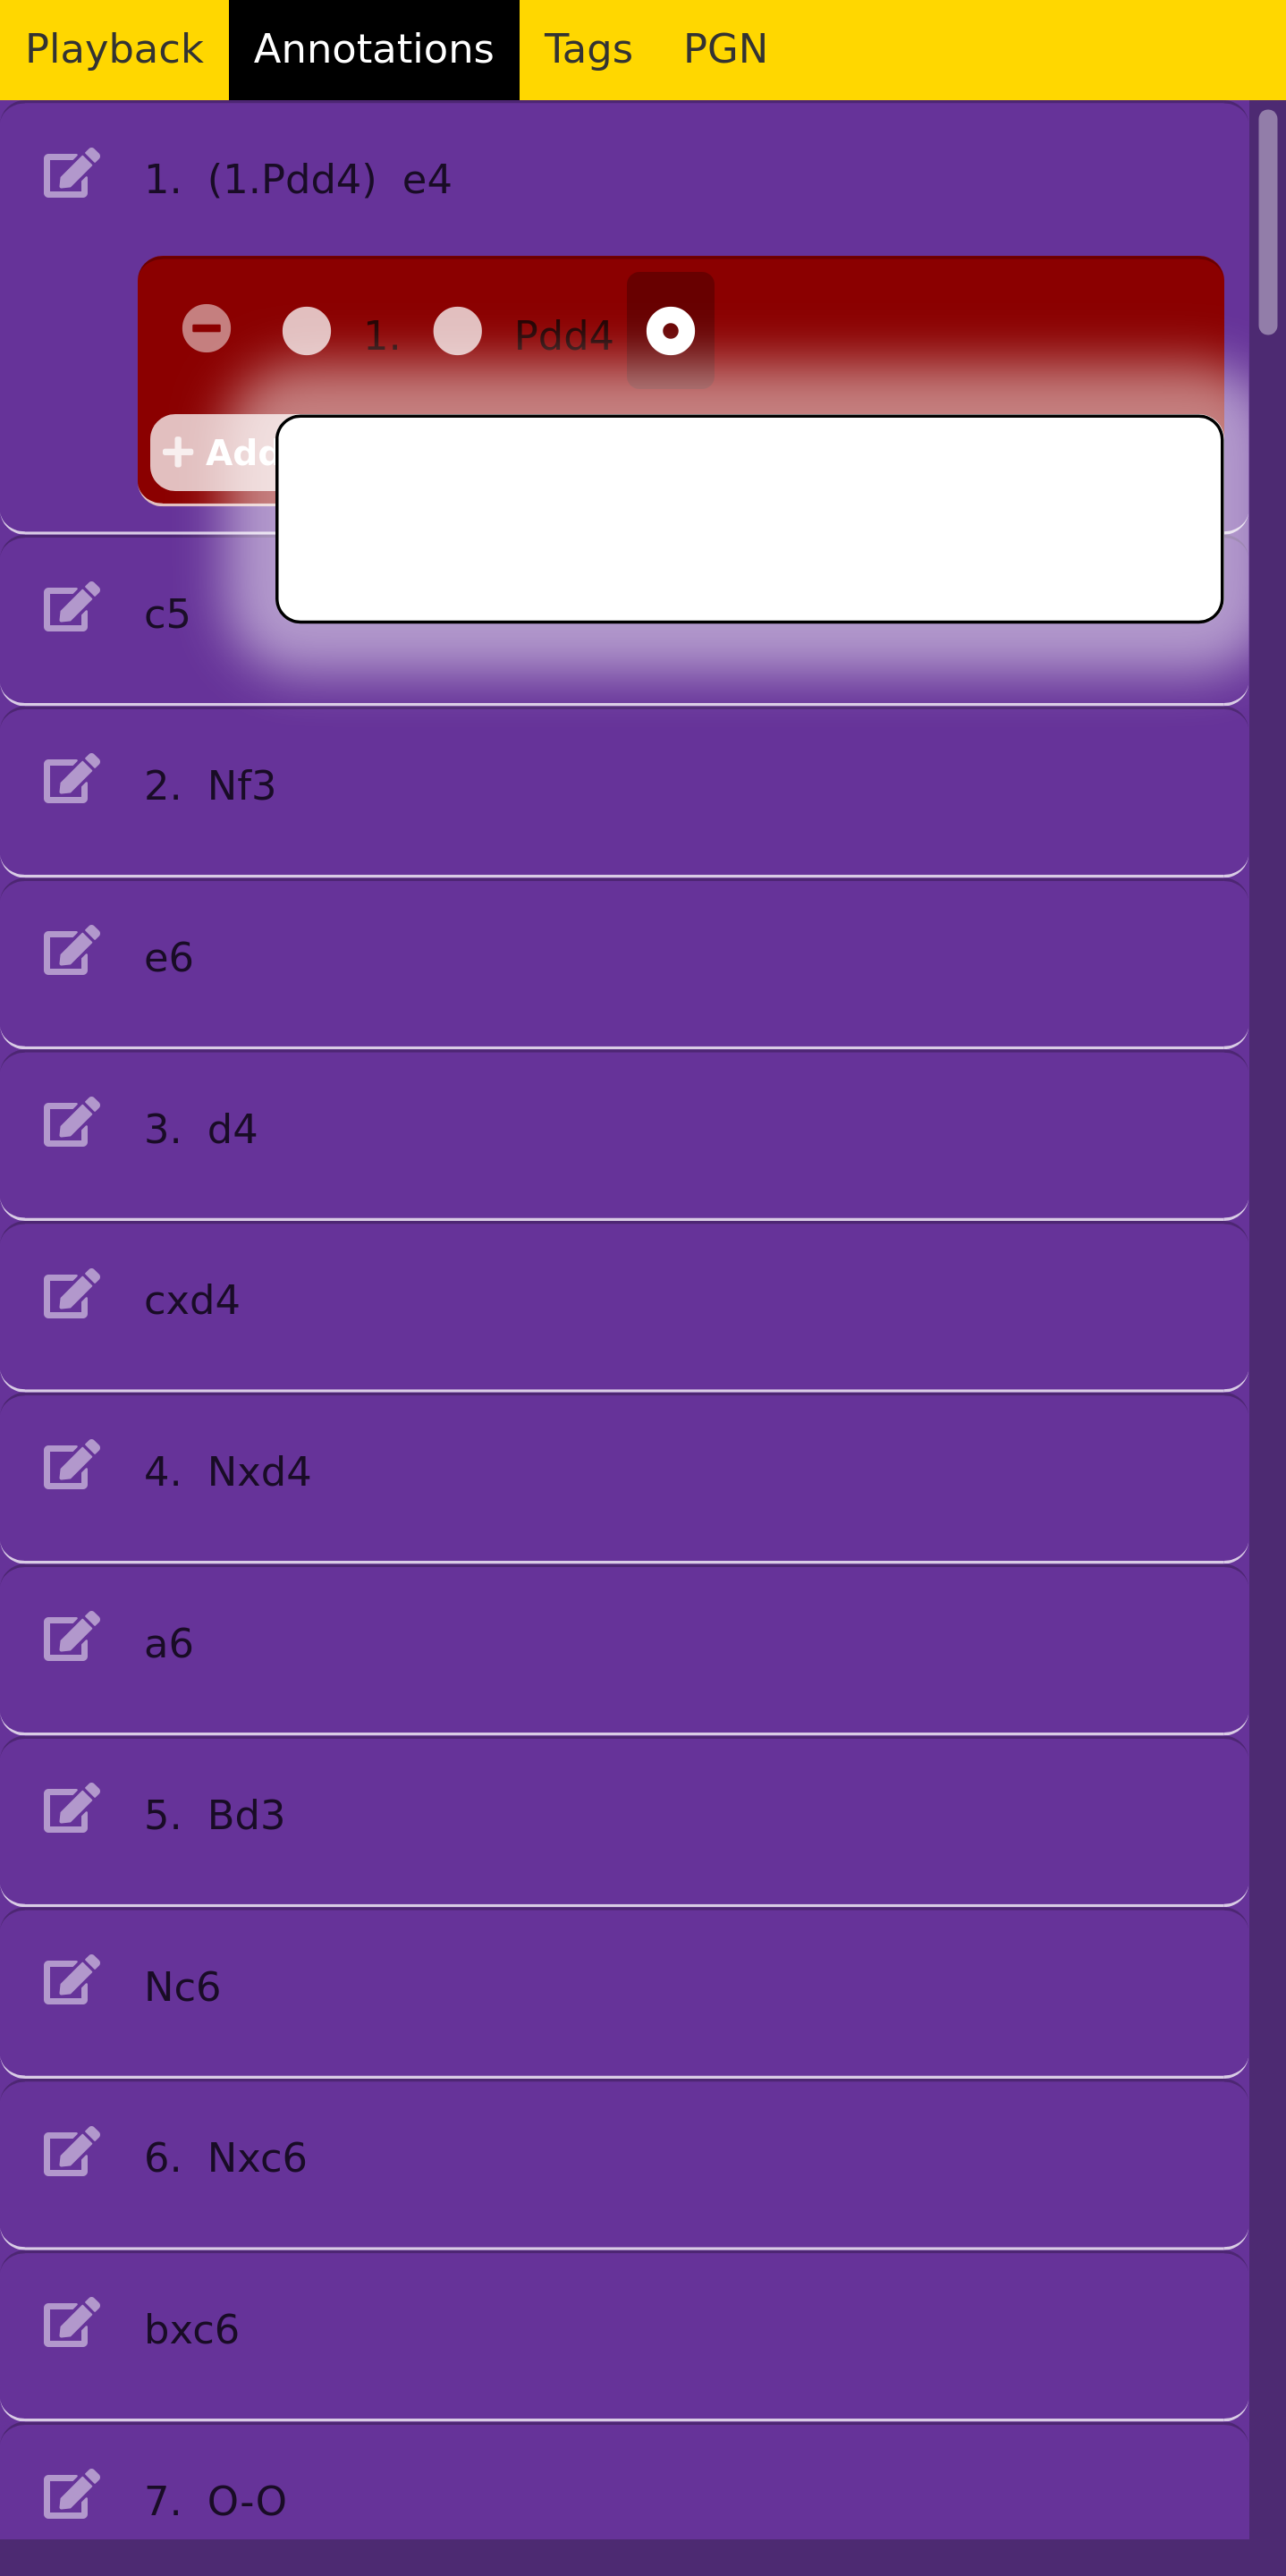 Playback Annotations Tags PGN
1. (1.Pdd4) e4
1. Pdd4
Add
c5
2. Nf3
e6
3. d4
cxd4
4. Nxd4
a6
5. Bd3
Nc6
6. Nxc6
bxc6
7. O-O